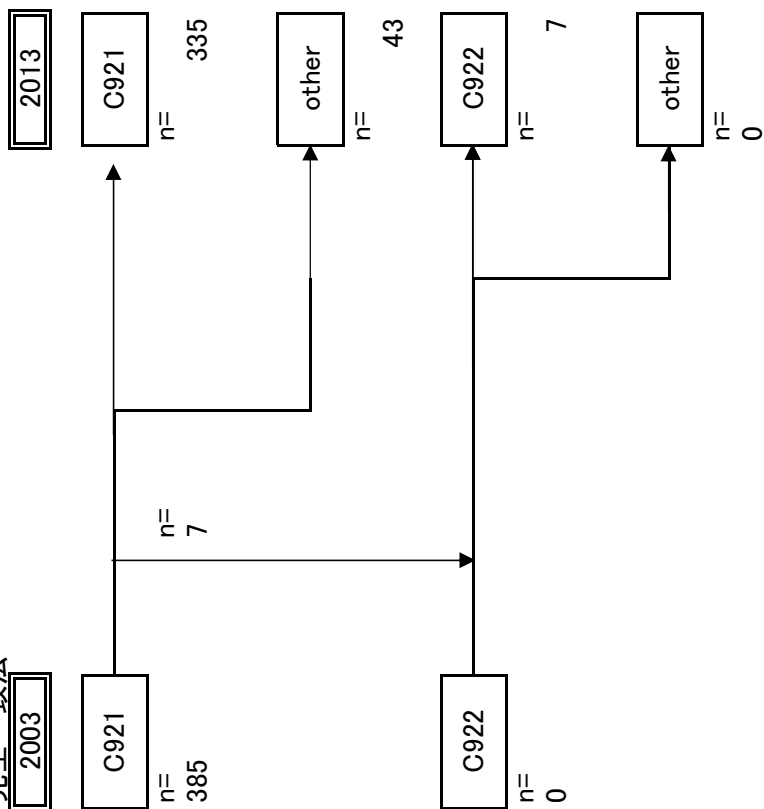 2003 2013
C921 C921
n= n= n=
385 7 335
other
n=
43
C922 C922
n= n=
0 7
other
n=
0